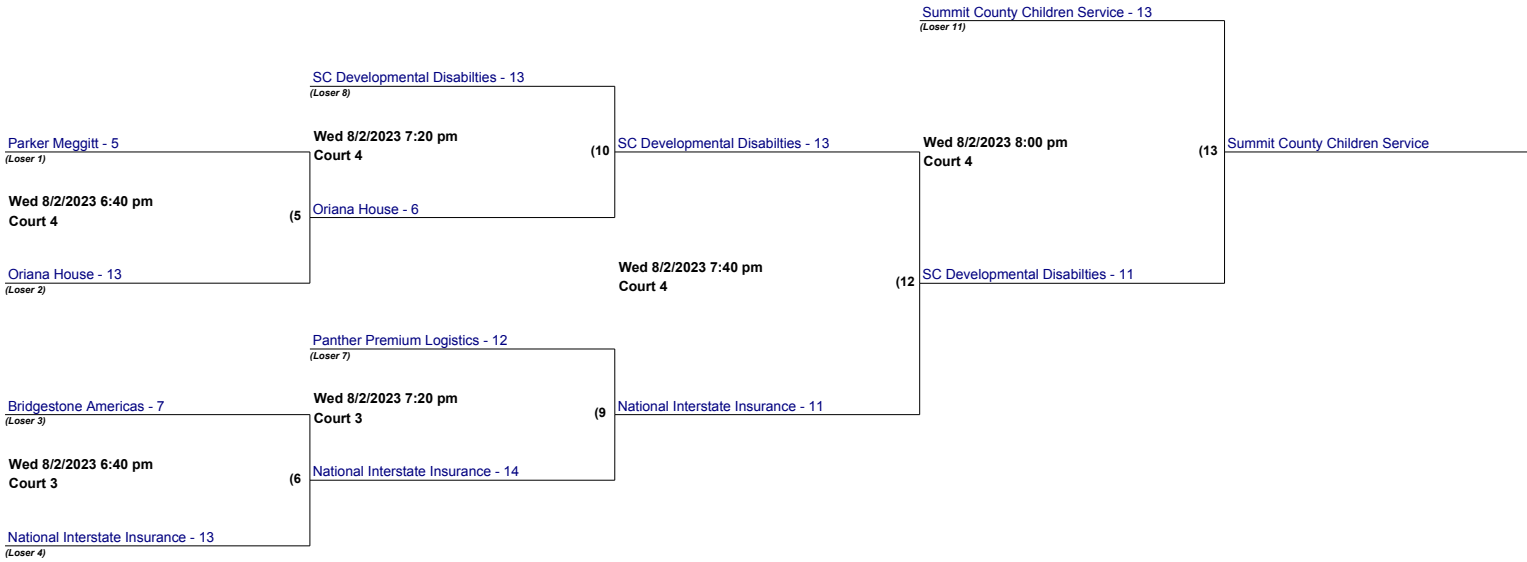 Summit County Children Service - 13
(Loser 11)
SC Developmental Disabilties - 13
(Loser 8)
Wed 8/2/2023 7:20 pm
Court 4
Parker Meggitt - 5
(Loser 1)
(10
SC Developmental Disabilties - 13
Wed 8/2/2023 8:00 pm
Court 4
(13
Summit County Children Service
Wed 8/2/2023 6:40 pm
Court 4
(5
Oriana House - 6
Oriana House - 13
(Loser 2)
Wed 8/2/2023 7:40 pm
Court 4
(12
SC Developmental Disabilties - 11
Panther Premium Logistics - 12
(Loser 7)
Wed 8/2/2023 7:20 pm
Court 3
Bridgestone Americas - 7
(Loser 3)
(9
National Interstate Insurance - 11
Wed 8/2/2023 6:40 pm
Court 3
(6
National Interstate Insurance - 14
National Interstate Insurance - 13
(Loser 4)